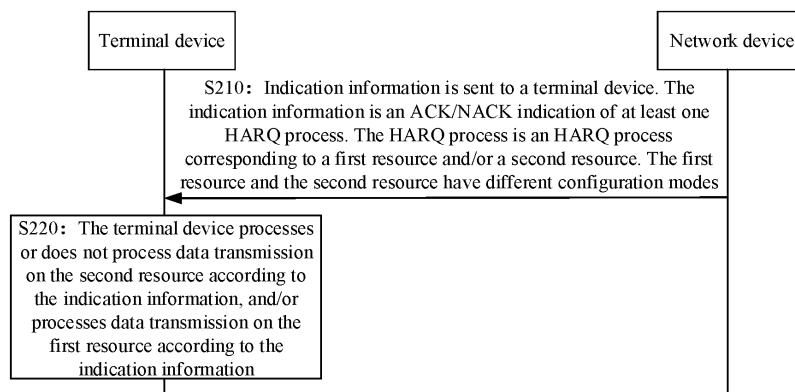 Terminal device
Network device
S210： Indication information is sent to a terminal device. The
indication information is an ACK/NACK indication of at least one
HARQ process. The HARQ process is an HARQ process
corresponding to a first resource and/or a second resource. The first
resource and the second resource have different configuration modes
S220： The terminal device processes
or does not process data transmission
on the second resource according to
the indication information, and/or
processes data transmission on the
first resource according to the
indication information